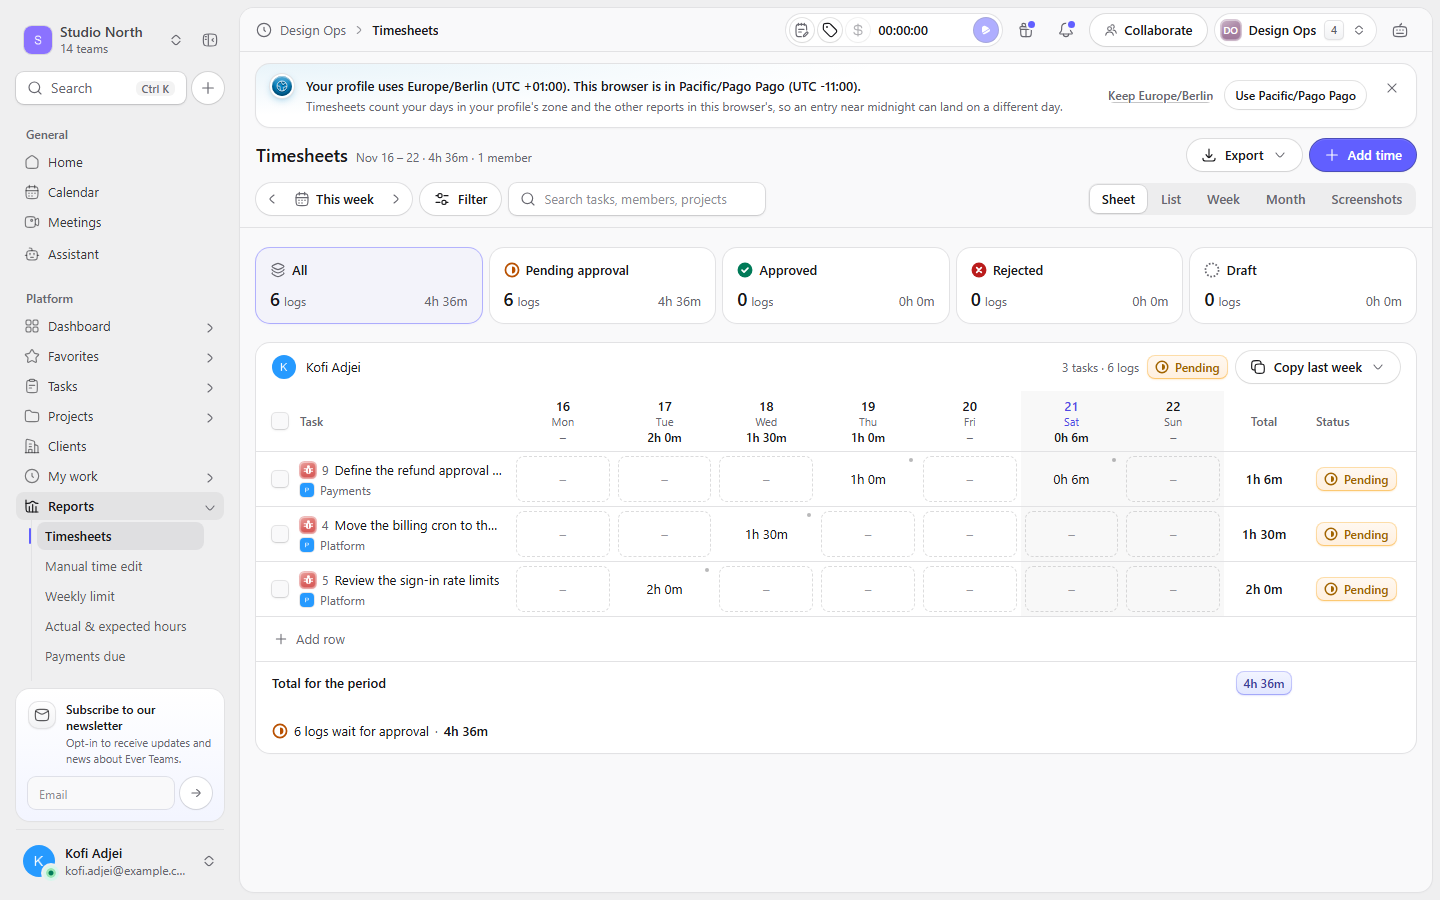 S
Studio North
14 teams
Search
Ctrl K
General
Home
Calendar
Meetings
Assistant
Platform
Dashboard
Favorites
Tasks
Projects
Clients
My work
Reports
Timesheets
Manual time edit
Weekly limit
Actual & expected hours
Payments due
Subscribe to our
newsletter
Opt-in to receive updates and
news about Ever Teams.
Email
K
Kofi Adjei
kofi.adjei@example.c...
Design Ops > Timesheets
$ 00:00:00
Collaborate
DO Design Ops 4
Your profile uses Europe/Berlin (UTC +01:00). This browser is in Pacific/Pago Pago (UTC -11:00).
Timesheets count your days in your profile's zone and the other reports in this browser's, so an entry near midnight can land on a different day.
Keep Europe/Berlin
Use Pacific/Pago Pago
Timesheets Nov 16 – 22 · 4h 36m · 1 member
Export
Add time
This week
Filter
Search tasks, members, projects
Sheet List Week Month Screenshots
All
6 logs 4h 36m
Pending approval
6 logs 4h 36m
Approved
0 logs 0h 0m
Rejected
0 logs 0h 0m
Draft
0 logs 0h 0m
K Kofi Adjei
3 tasks · 6 logs
Pending
Copy last week
Task
16 Mon –
17 Tue 2h 0m
18 Wed 1h 30m
19 Thu 1h 0m
20 Fri –
21 Sat 0h 6m
22 Sun –
Total
Status
9 Define the refund approval ...
P Payments
– – – 1h 0m – 0h 6m – 1h 6m Pending
4 Move the billing cron to th...
P Platform
– – 1h 30m – – – – 1h 30m Pending
5 Review the sign-in rate limits
P Platform
– 2h 0m – – – – – 2h 0m Pending
Add row
Total for the period 4h 36m
6 logs wait for approval · 4h 36m